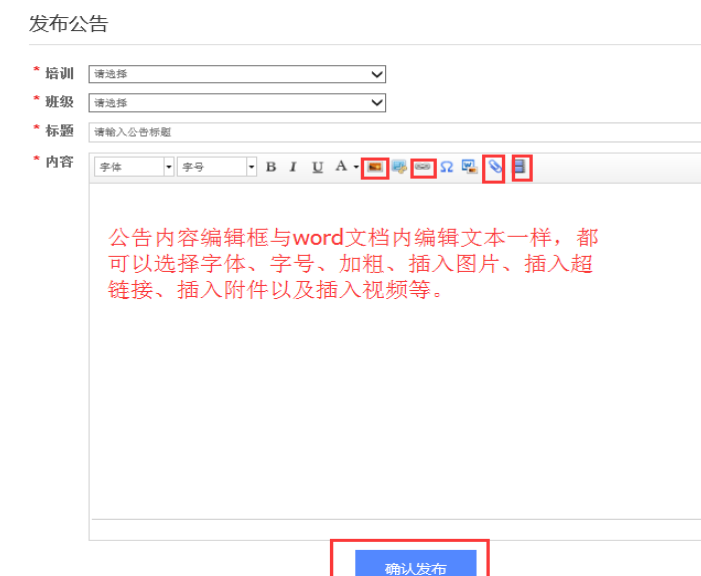 发布公告
* 培训 请选择
* 班级 请选择
* 标题 请输入公告标题
* 内容 字体 字号 B I U A Ω
公告内容编辑框与word文档内编辑文本一样，都
可以选择字体、字号、加粗、插入图片、插入超
链接、插入附件以及插入视频等。
确认发布